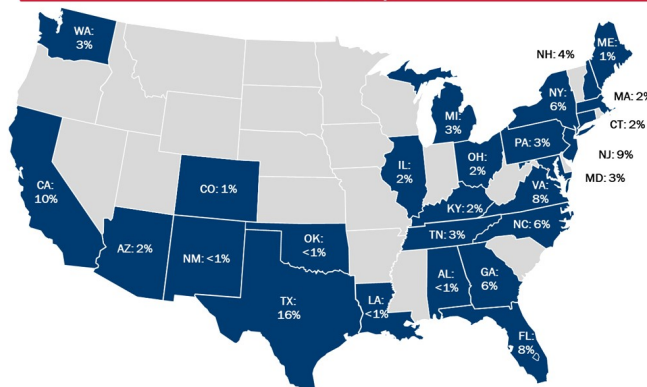 WA:
3%
NH: 4%
ME:
1%
NY:
6%
MA: 2%
CT: 2%
MI:
3%
PA: 3%
NJ: 9%
MD: 3%
IL:
2%
OH:
2%
VA:
8%
CA:
10%
CO: 1%
KY: 2%
NC: 6%
TN: 3%
AZ: 2%
NM: <1%
OK:
<1%
AL:
<1%
GA:
6%
TX:
16%
LA:
<1%
FL:
8%